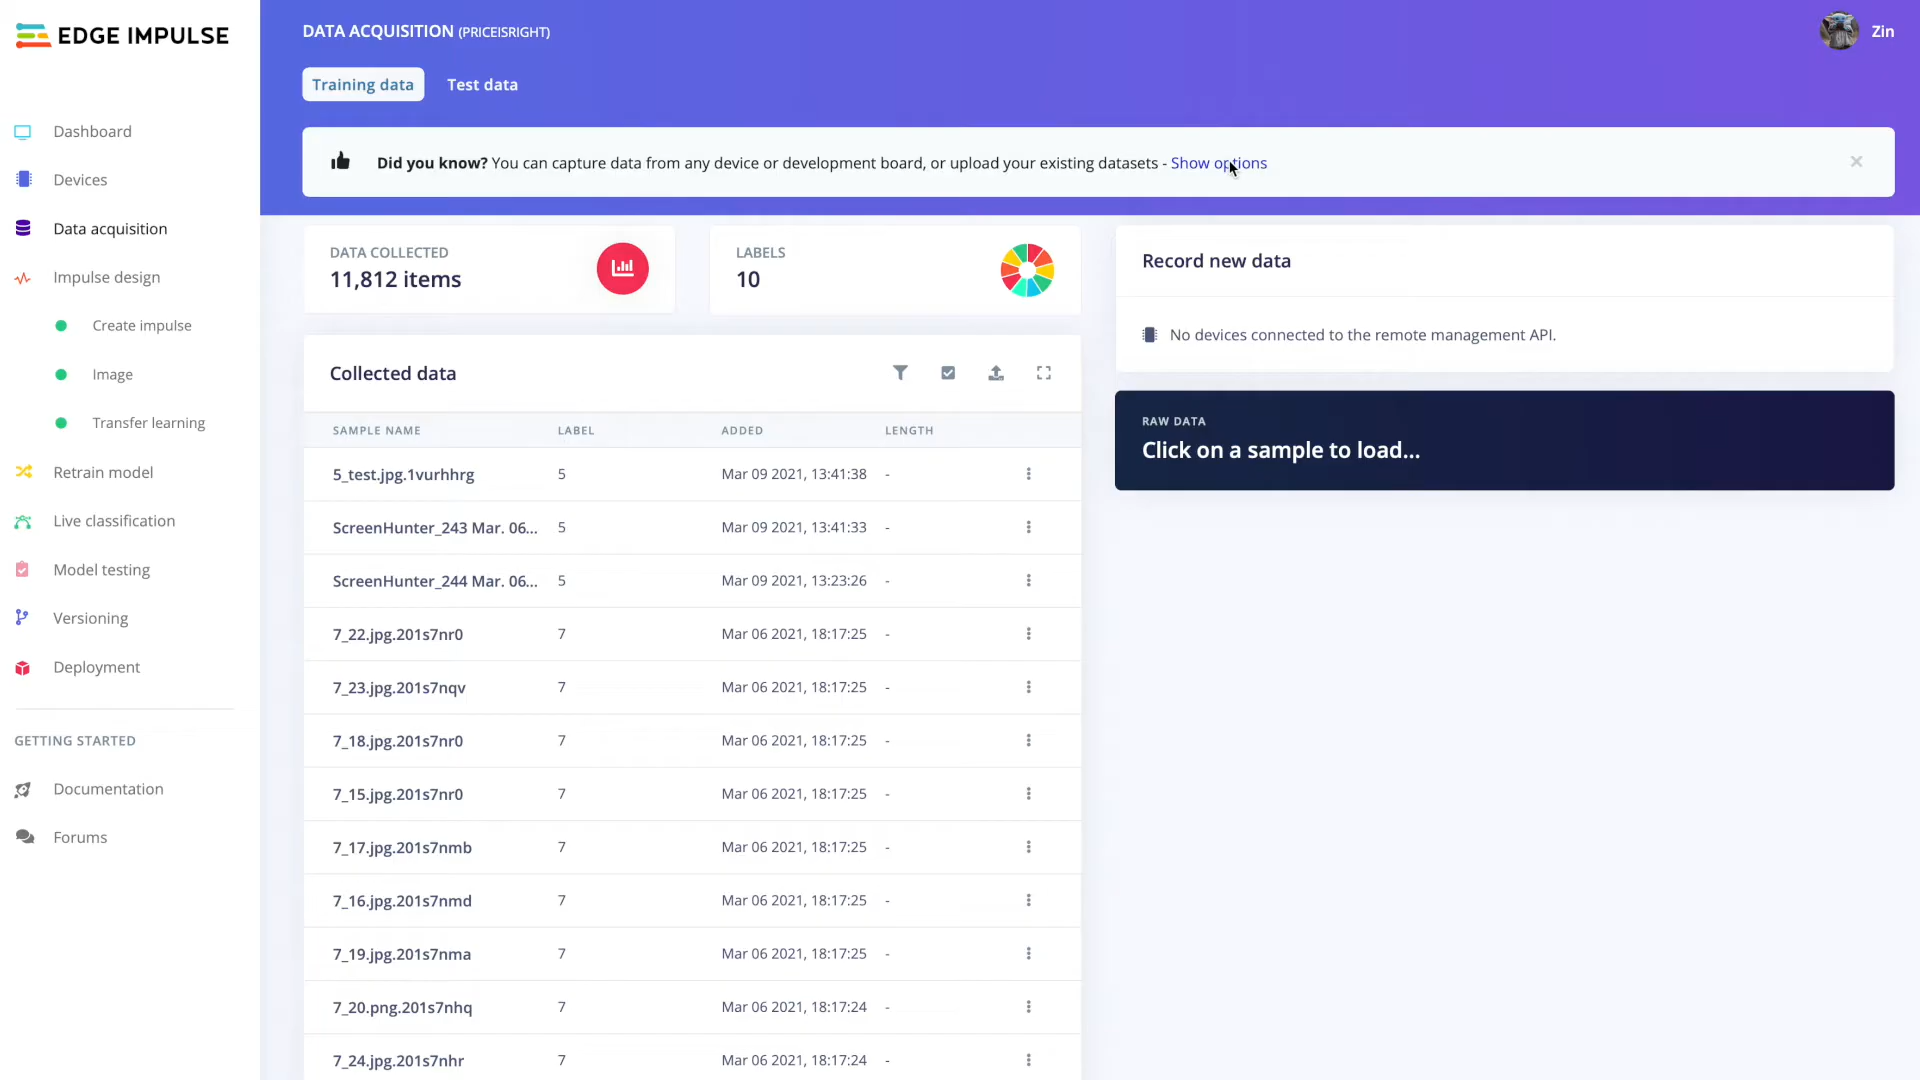 EDGE IMPULSE
DATA ACQUISITION (PRICEISRIGHT)
Zin
Training data
Test data
Did you know? You can capture data from any device or development board, or upload your existing datasets - Show options
Dashboard
Devices
Data acquisition
Impulse design
Create impulse
Image
Transfer learning
Retrain model
Live classification
Model testing
Versioning
Deployment
GETTING STARTED
Documentation
Forums
DATA COLLECTED
11,812 items
LABELS
10
Collected data
SAMPLE NAME LABEL ADDED LENGTH
5_test.jpg.1vurhhrg 5 Mar 09 2021, 13:41:38 -
ScreenHunter_243 Mar. 06... 5 Mar 09 2021, 13:41:33 -
ScreenHunter_244 Mar. 06... 5 Mar 09 2021, 13:23:26 -
7_22.jpg.201s7nr0 7 Mar 06 2021, 18:17:25 -
7_23.jpg.201s7nqv 7 Mar 06 2021, 18:17:25 -
7_18.jpg.201s7nr0 7 Mar 06 2021, 18:17:25 -
7_15.jpg.201s7nr0 7 Mar 06 2021, 18:17:25 -
7_17.jpg.201s7nmb 7 Mar 06 2021, 18:17:25 -
7_16.jpg.201s7nmd 7 Mar 06 2021, 18:17:25 -
7_19.jpg.201s7nma 7 Mar 06 2021, 18:17:25 -
7_20.png.201s7nhq 7 Mar 06 2021, 18:17:24 -
7_24.jpg.201s7nhr 7 Mar 06 2021, 18:17:24 -
Record new data
No devices connected to the remote management API.
RAW DATA
Click on a sample to load...